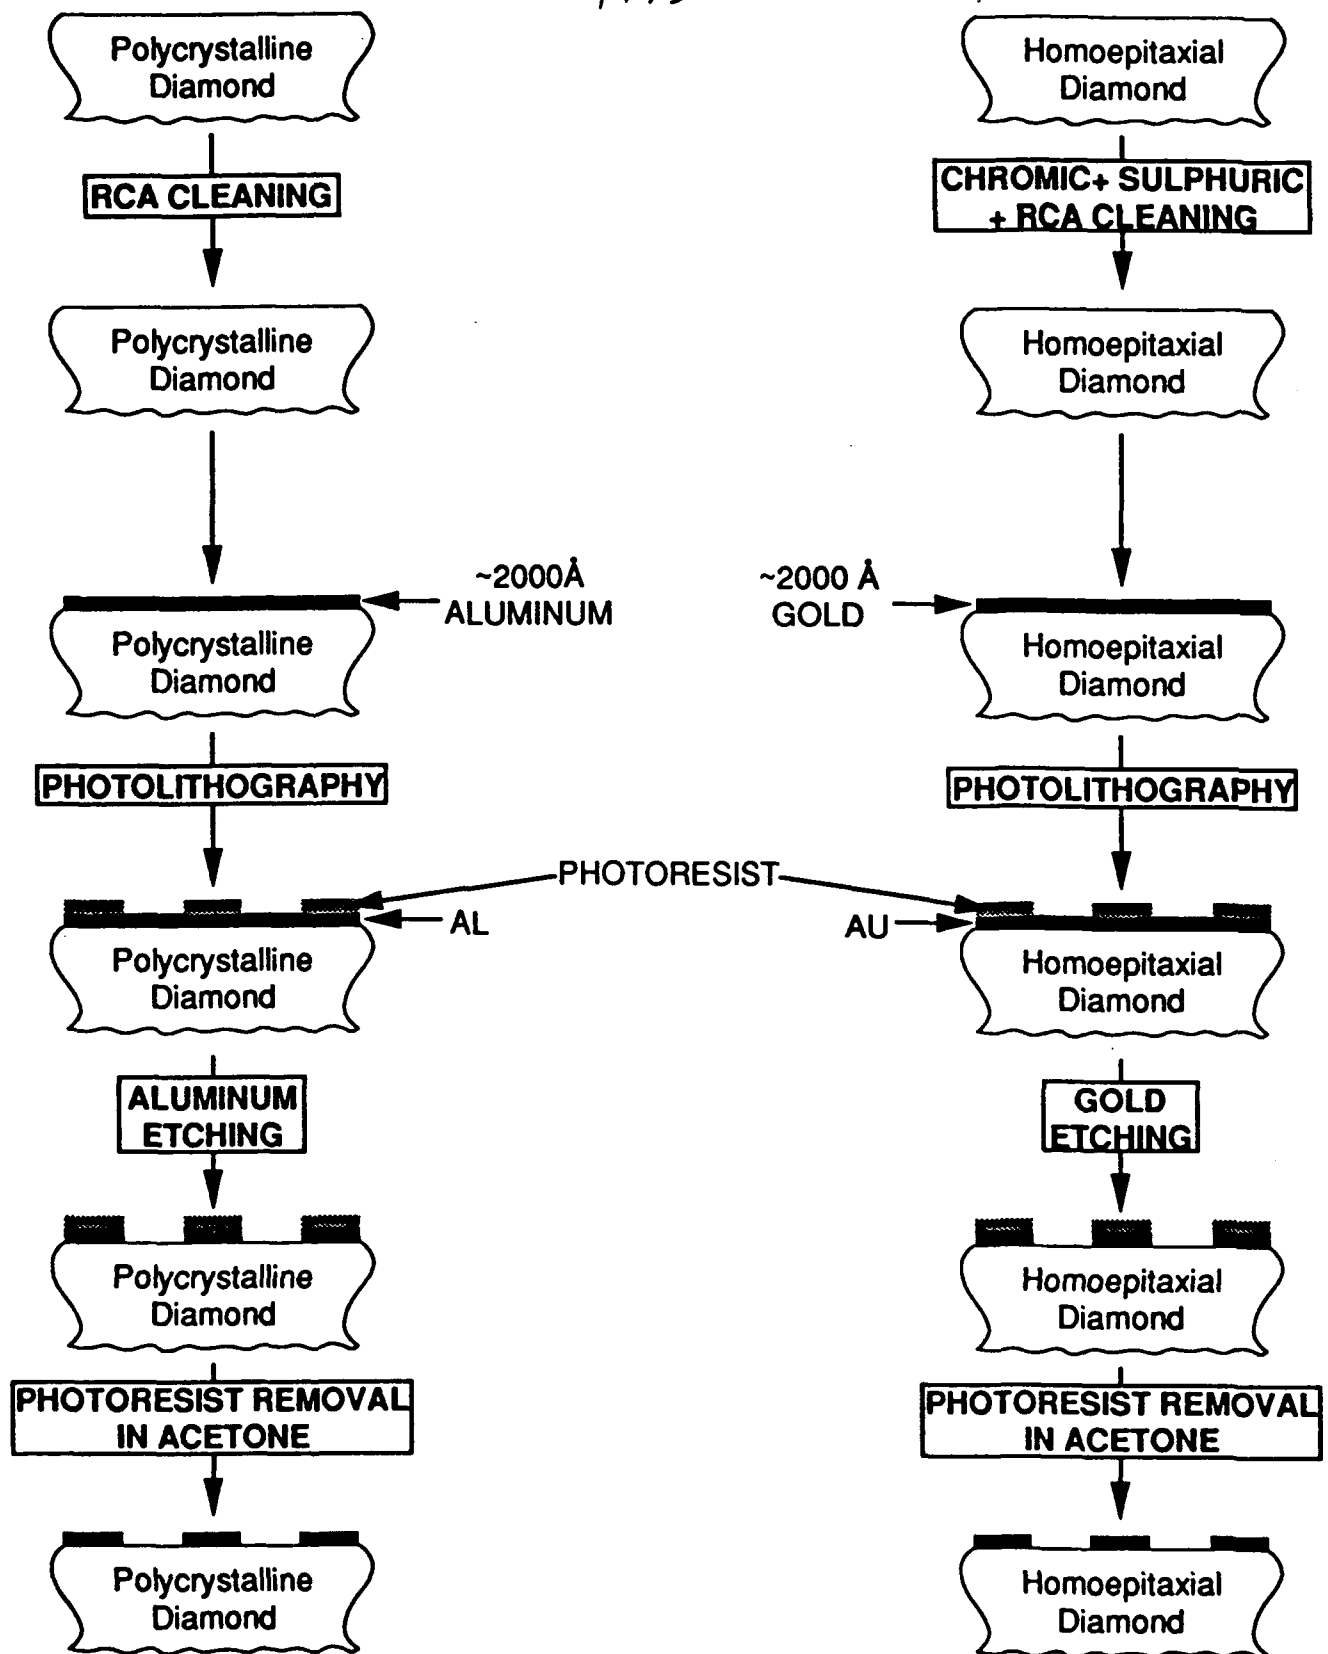 Polycrystalline
Diamond
Homoepitaxial
Diamond
RCA CLEANING
CHROMIC+ SULPHURIC
+ RCA CLEANING
Polycrystalline
Diamond
Homoepitaxial
Diamond
~2000Å
ALUMINUM
~2000 Å
GOLD
Polycrystalline
Diamond
Homoepitaxial
Diamond
PHOTOLITHOGRAPHY
PHOTOLITHOGRAPHY
PHOTORESIST
AL
AU
Polycrystalline
Diamond
Homoepitaxial
Diamond
ALUMINUM
ETCHING
GOLD
ETCHING
Polycrystalline
Diamond
Homoepitaxial
Diamond
PHOTORESIST REMOVAL
IN ACETONE
PHOTORESIST REMOVAL
IN ACETONE
Polycrystalline
Diamond
Homoepitaxial
Diamond